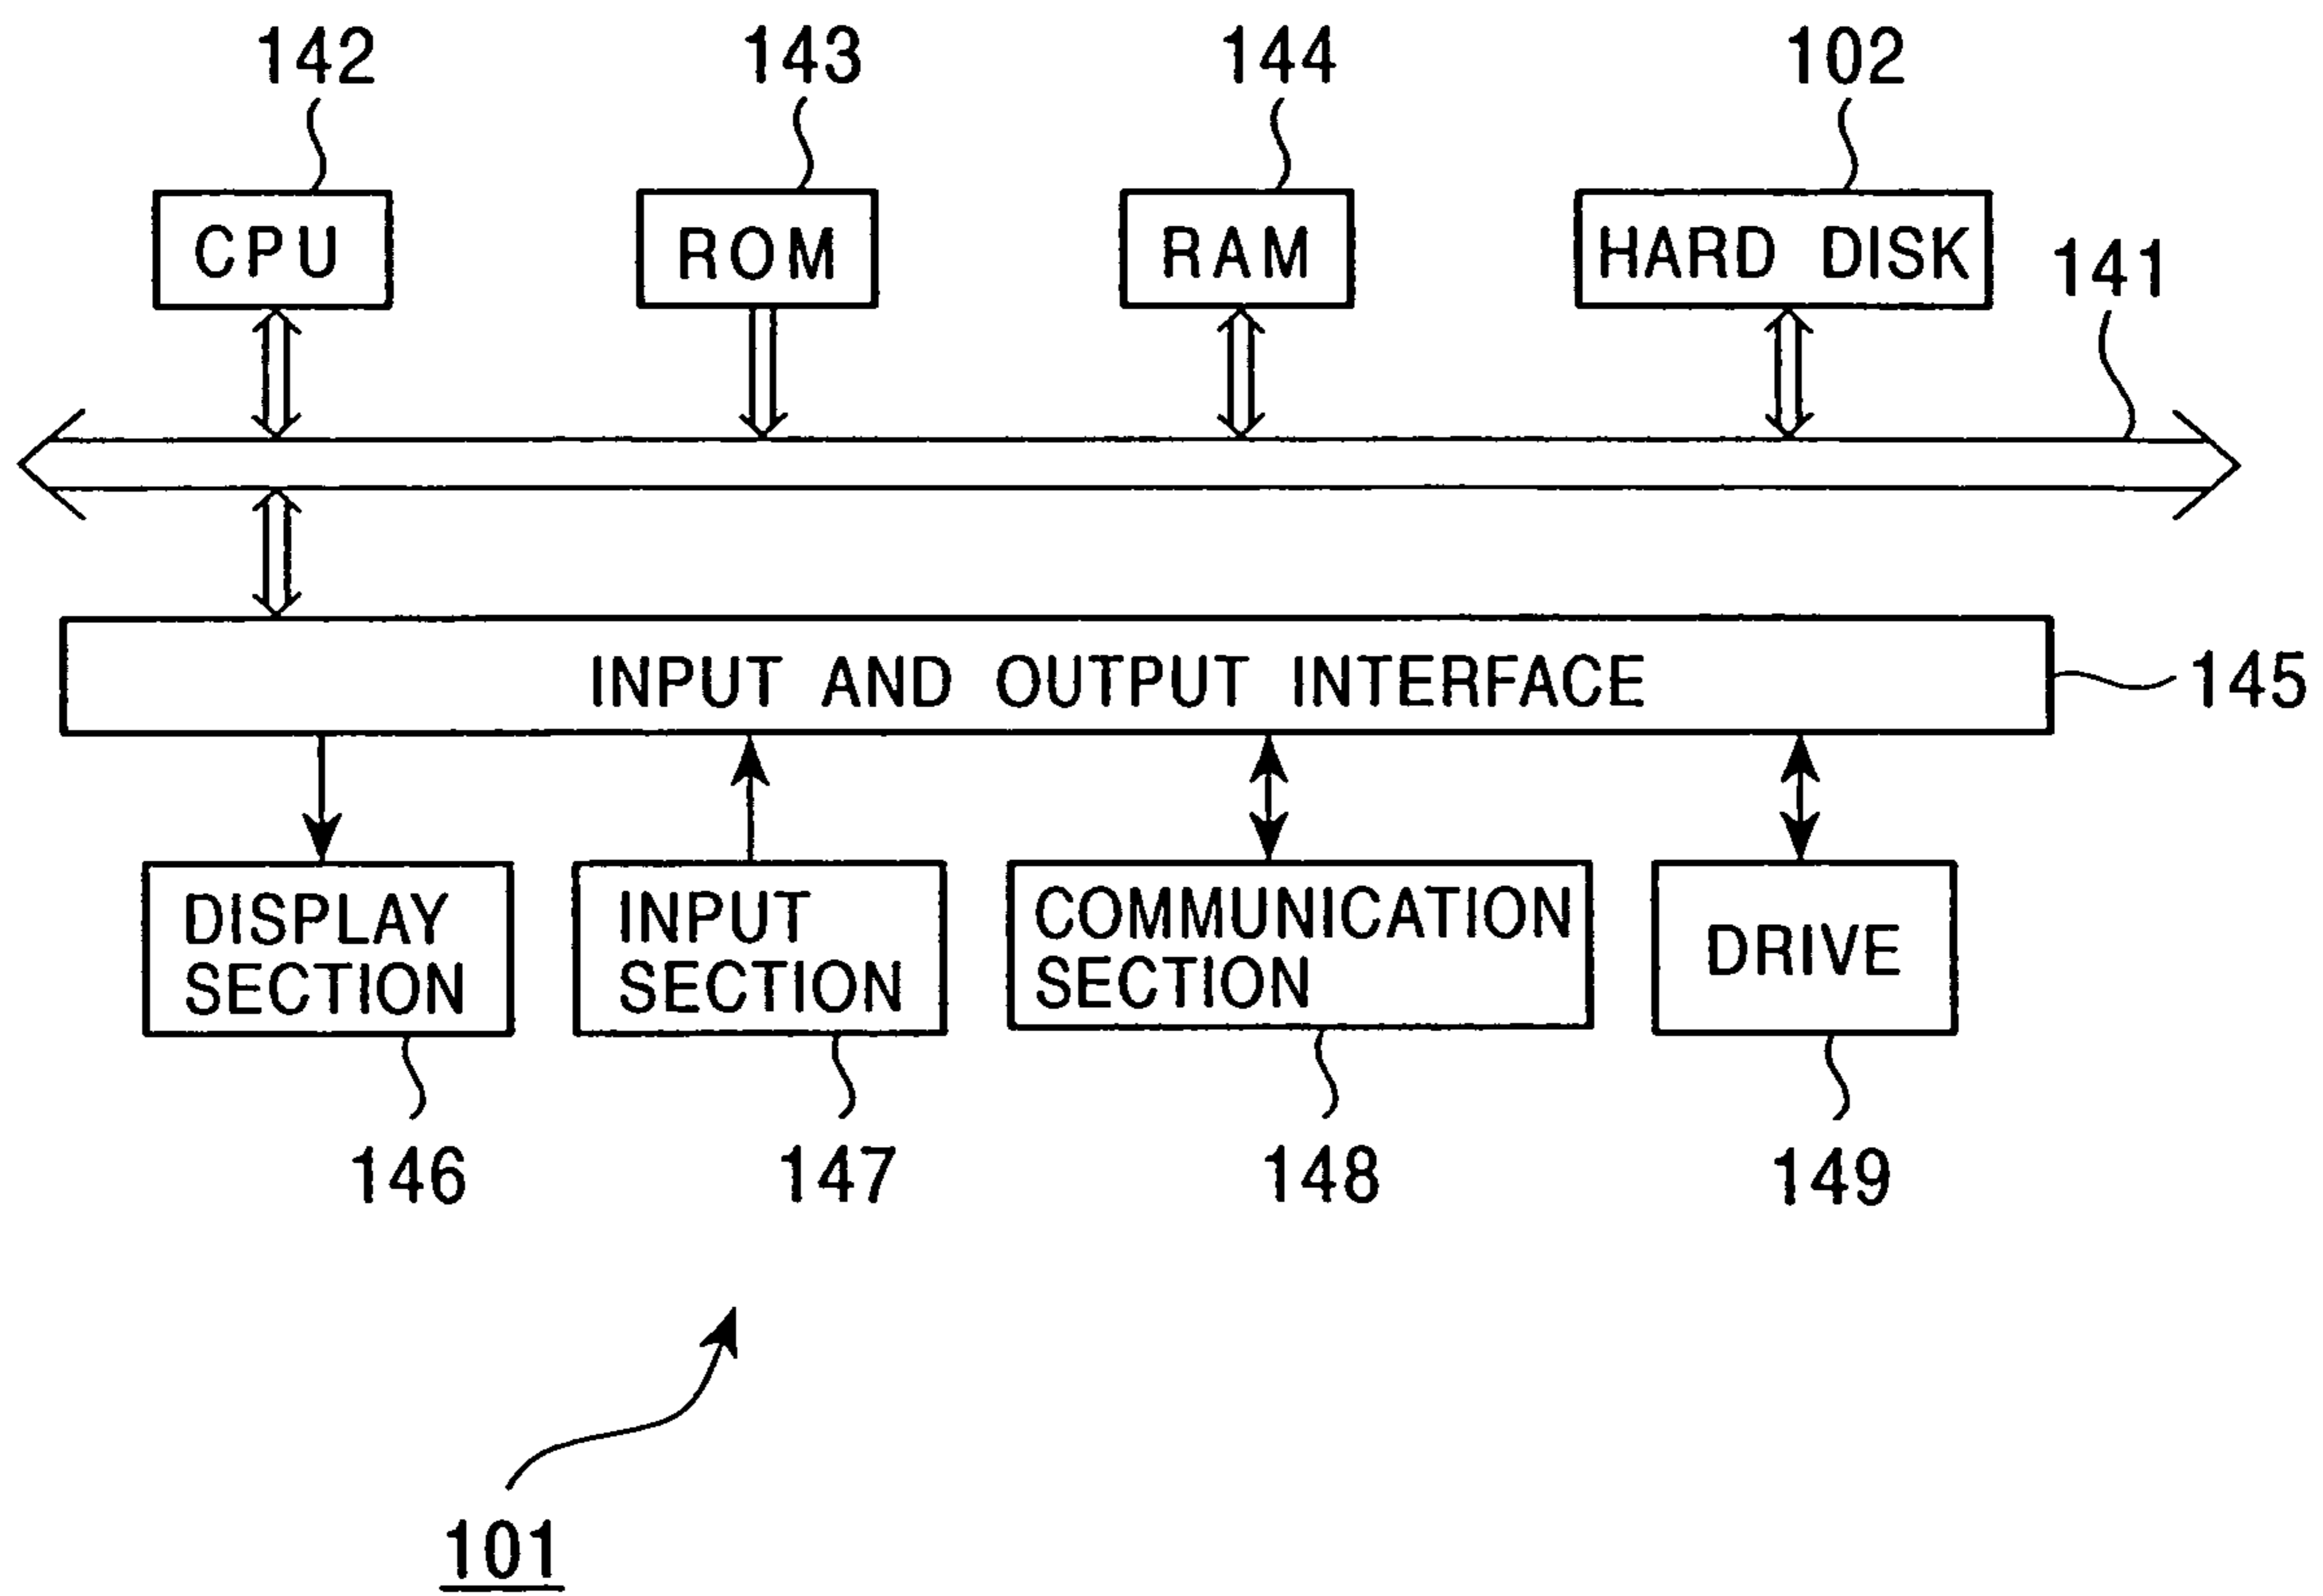 142
143
144
102
CPU
ROM
RAM
HARD DISK
141
INPUT AND OUTPUT INTERFACE
145
DISPLAY
SECTION
INPUT
SECTION
COMMUNICATION
SECTION
DRIVE
146
147
148
149
101